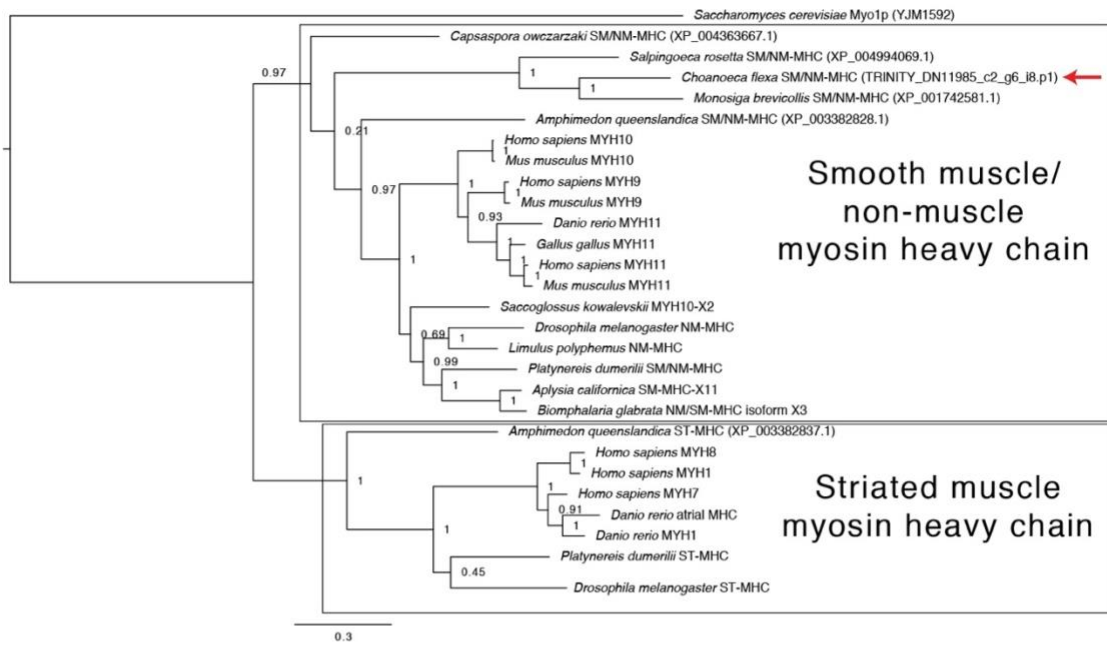 Saccharomyces cerevisiae Myo1p (YJM1592)
Capsaspora owczarzaki SM/NM-MHC (XP_004363667.1)
0.97
Salpingoeca rosetta SM/NM-MHC (XP_004994069.1)
1
Choanoeca flexa SM/NM-MHC (TRINITY_DN11985_c2_g6_i8.p1)
1
Monosiga brevicollis SM/NM-MHC (XP_001742581.1)
Amphimedon queenslandica SM/NM-MHC (XP_003382828.1)
0.21
Homo sapiens MYH10
1
Mus musculus MYH10
Smooth muscle/
non-muscle
myosin heavy chain
Homo sapiens MYH9
0.97
1
1
Mus musculus MYH9
0.93
Danio rerio MYH11
1
Gallus gallus MYH11
1
1
Homo sapiens MYH11
1
Mus musculus MYH11
Saccoglossus kowalevskii MYH10-X2
Drosophila melanogaster NM-MHC
0.69
1
Limulus polyphemus NM-MHC
0.99
Platynereis dumerilii SM/NM-MHC
1
Aplysia californica SM-MHC-X11
1
Biomphalaria glabrata NM/SM-MHC isoform X3
Amphimedon queenslandica ST-MHC (XP_003382837.1)
Homo sapiens MYH8
1
Homo sapiens MYH1
1
1
Homo sapiens MYH7
Striated muscle
myosin heavy chain
0.91
Danio rerio atrial MHC
1
1
Danio rerio MYH1
Platynereis dumerilii ST-MHC
0.45
Drosophila melanogaster ST-MHC
0.3